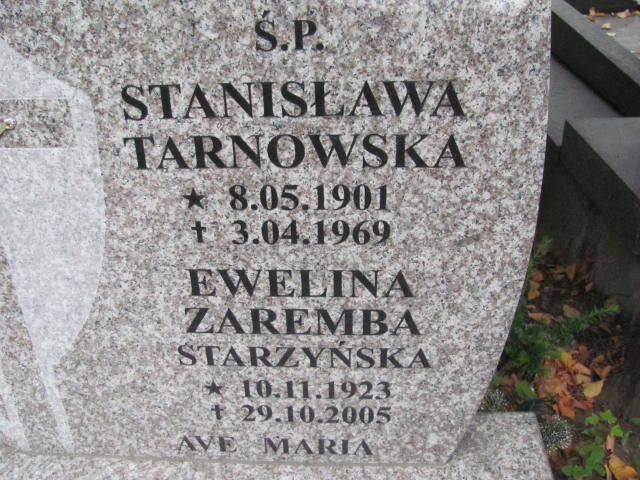 Ś.P.
STANISŁAWA
TARNOWSKA
★ 8.05.1901
✝ 3.04.1969
EWELINA
ZAREMBA
STARZYŃSKA
★ 10.11.1923
✝ 29.10.2005
AVE MARIA